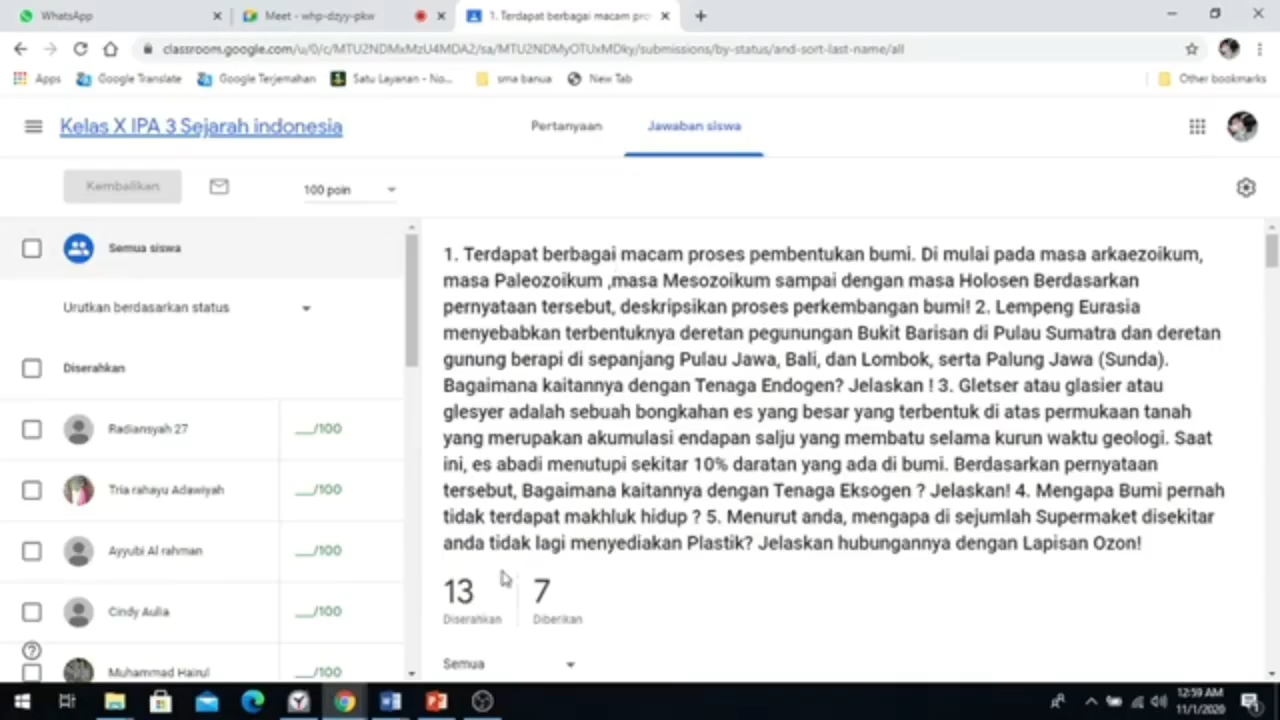 WhatsApp
Meet - whp-dzyy-pkw
1. Terdapat berbagai macam pro
classroom.google.com/u/0/c/MTU2NDMxMzU4MDA2/sa/MTU2NDMyOTUxMDky/submissions/by-status/and-sort-last-name/all
Apps
Google Translate
Google Terjemahan
Satu Layanan - No...
sma banua
New Tab
Other bookmarks
Kelas X IPA 3 Sejarah indonesia
Pertanyaan
Jawaban siswa
Kembalikan
100 poin
Semua siswa
Urutkan berdasarkan status
Diserahkan
Radiansyah 27
__/100
Tria rahayu Adawiyah
__/100
Ayyubi Al rahman
__/100
Cindy Aulia
__/100
Muhammad Hairul
__/100
1. Terdapat berbagai macam proses pembentukan bumi. Di mulai pada masa arkaezoikum,
masa Paleozoikum ,masa Mesozoikum sampai dengan masa Holosen Berdasarkan
pernyataan tersebut, deskripsikan proses perkembangan bumi! 2. Lempeng Eurasia
menyebabkan terbentuknya deretan pegunungan Bukit Barisan di Pulau Sumatra dan deretan
gunung berapi di sepanjang Pulau Jawa, Bali, dan Lombok, serta Palung Jawa (Sunda).
Bagaimana kaitannya dengan Tenaga Endogen? Jelaskan ! 3. Gletser atau glasier atau
glesyer adalah sebuah bongkahan es yang besar yang terbentuk di atas permukaan tanah
yang merupakan akumulasi endapan salju yang membatu selama kurun waktu geologi. Saat
ini, es abadi menutupi sekitar 10% daratan yang ada di bumi. Berdasarkan pernyataan
tersebut, Bagaimana kaitannya dengan Tenaga Eksogen ? Jelaskan! 4. Mengapa Bumi pernah
tidak terdapat makhluk hidup ? 5. Menurut anda, mengapa di sejumlah Supermaket disekitar
anda tidak lagi menyediakan Plastik? Jelaskan hubungannya dengan Lapisan Ozon!
13
Diserahkan
7
Diberikan
Semua
12:59 AM
11/1/2020